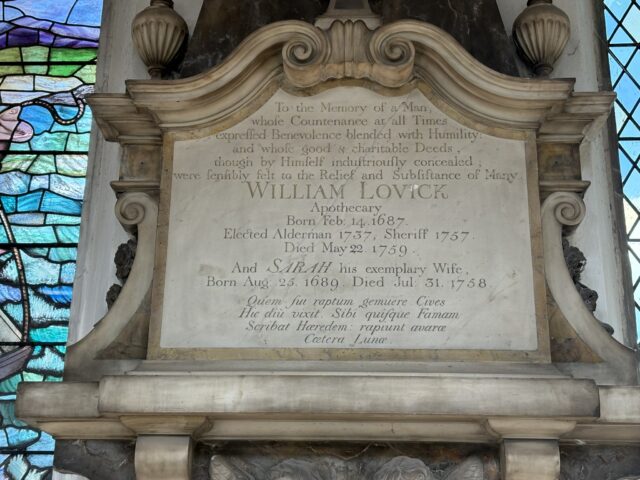 To the Memory of a Man,
whose Countenance at all Times
expressed Benevolence blended with Humility:
and whose good & charitable Deeds,
though by Himself industriously concealed,
were sensibly felt to the Relief and Subsistance of Many.
WILLIAM LOVICK
Apothecary
Born Feb: 14. 1687.
Elected Alderman 1737, Sheriff 1757.
Died May 22 1759.
And SARAH his exemplary Wife,
Born Aug. 25. 1689. Died Jul. 31. 1758
Quem sui raptum gemuere Cives
Hic diù vixit. Sibi quisque Famam
Scribat Hæredem: rapiunt avaræ
Cætera Lunæ